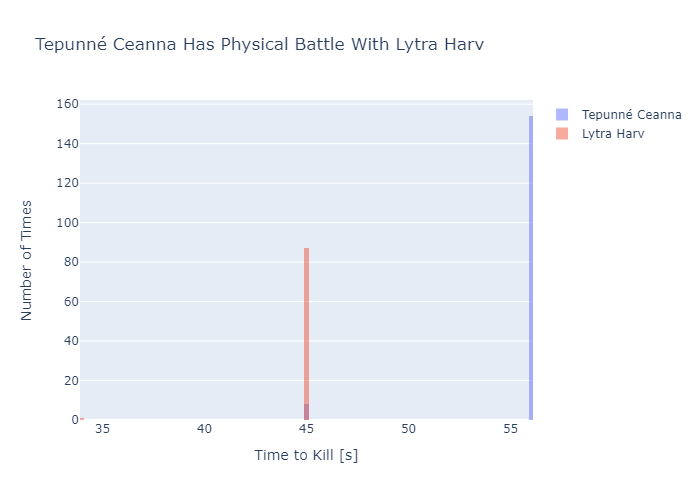 Tepunné Ceanna Has Physical Battle With Lytra Harv
Tepunné Ceanna
Lytra Harv
160
140
120
100
80
60
40
20
0
35
40
45
50
55
Number of Times
Time to Kill [s]